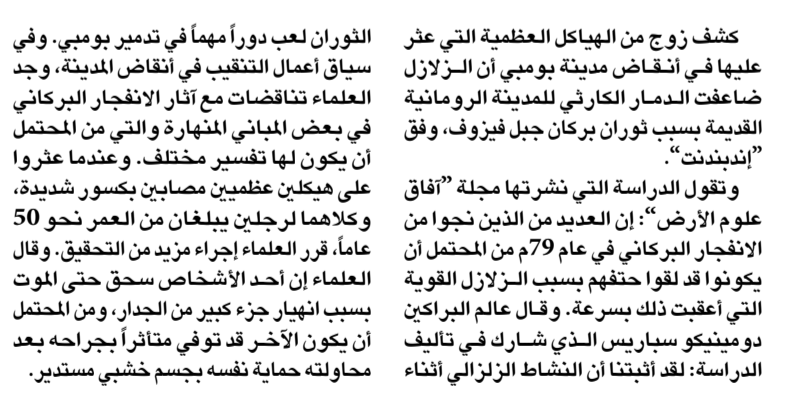 كشف زوج من الهياكل العظمية التي عثر
عليها في أنقاض مدينة بومبي أن الزلازل
ضاعفت الدمار الكارثي للمدينة الرومانية
القديمة بسبب ثوران بركان جبل فيزوف، وفق
”إندبندنت“.
وتقول الدراسة التي نشرتها مجلة ”آفاق
علوم الأرض“: إن العديد من الذين نجوا من
الانفجار البركاني في عام 79م من المحتمل أن
يكونوا قد لقوا حتفهم بسبب الزلازل القوية
التي أعقبت ذلك بسرعة. وقال عالم البراكين
دومينيكو سباريس الذي شارك في تأليف
الدراسة: لقد أثبتنا أن النشاط الزلزالي أثناء
الثوران لعب دوراً مهماً في تدمير بومبي. وفي
سياق أعمال التنقيب في أنقاض المدينة، وجد
العلماء تناقضات مع آثار الانفجار البركاني
في بعض المباني المنهارة والتي من المحتمل
أن يكون لها تفسير مختلف. وعندما عثروا
على هيكلين عظميين مصابين بكسور شديدة،
وكلاهما لرجلين يبلغان من العمر نحو 50
عاماً، قرر العلماء إجراء مزيد من التحقيق. وقال
العلماء إن أحد الأشخاص سحق حتى الموت
بسبب انهيار جزء كبير من الجدار، ومن المحتمل
أن يكون الآخر قد توفي متأثراً بجراحه بعد
محاولته حماية نفسه بجسم خشبي مستدير.